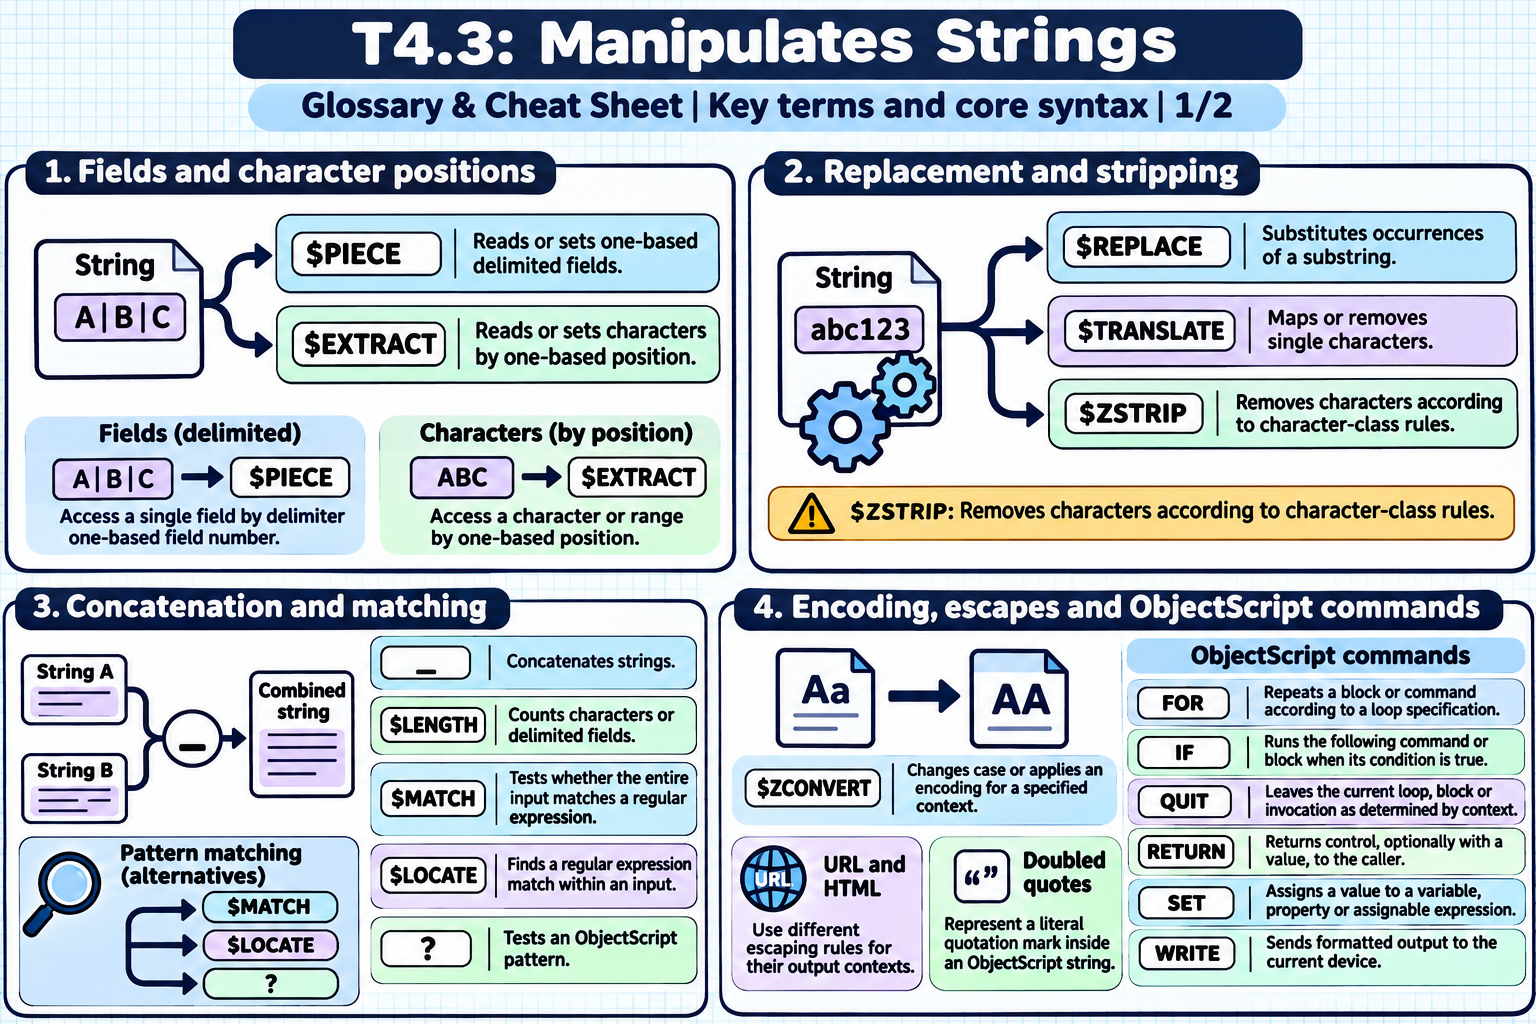 T4.3: Manipulates Strings
Glossary & Cheat Sheet | Key terms and core syntax | 1/2
1. Fields and character positions
String
A|B|C
$PIECE
Reads or sets one-based
delimited fields.
$EXTRACT
Reads or sets characters
by one-based position.
Fields (delimited)
A|B|C
$PIECE
Access a single field by delimiter
one-based field number.
Characters (by position)
ABC
$EXTRACT
Access a character or range
by one-based position.
2. Replacement and stripping
String
abc123
$REPLACE
Substitutes occurrences
of a substring.
$TRANSLATE
Maps or removes
single characters.
$ZSTRIP
Removes characters according
to character-class rules.
$ZSTRIP: Removes characters according to character-class rules.
3. Concatenation and matching
String A
String B
_
Combined
string
_
Concatenates strings.
$LENGTH
Counts characters or
delimited fields.
$MATCH
Tests whether the entire
input matches a regular
expression.
$LOCATE
Finds a regular expression
match within an input.
?
Tests an ObjectScript
pattern.
Pattern matching
(alternatives)
$MATCH
$LOCATE
?
4. Encoding, escapes and ObjectScript commands
Aa
AA
$ZCONVERT
Changes case or applies an
encoding for a specified
context.
URL
URL and
HTML
Use different
escaping rules for
their output contexts.
“”
Doubled
quotes
Represent a literal
quotation mark inside
an ObjectScript string.
ObjectScript commands
FOR
Repeats a block or command
according to a loop specification.
IF
Runs the following command or
block when its condition is true.
QUIT
Leaves the current loop, block or
invocation as determined by context.
RETURN
Returns control, optionally with a
value, to the caller.
SET
Assigns a value to a variable,
property or assignable expression.
WRITE
Sends formatted output to the
current device.